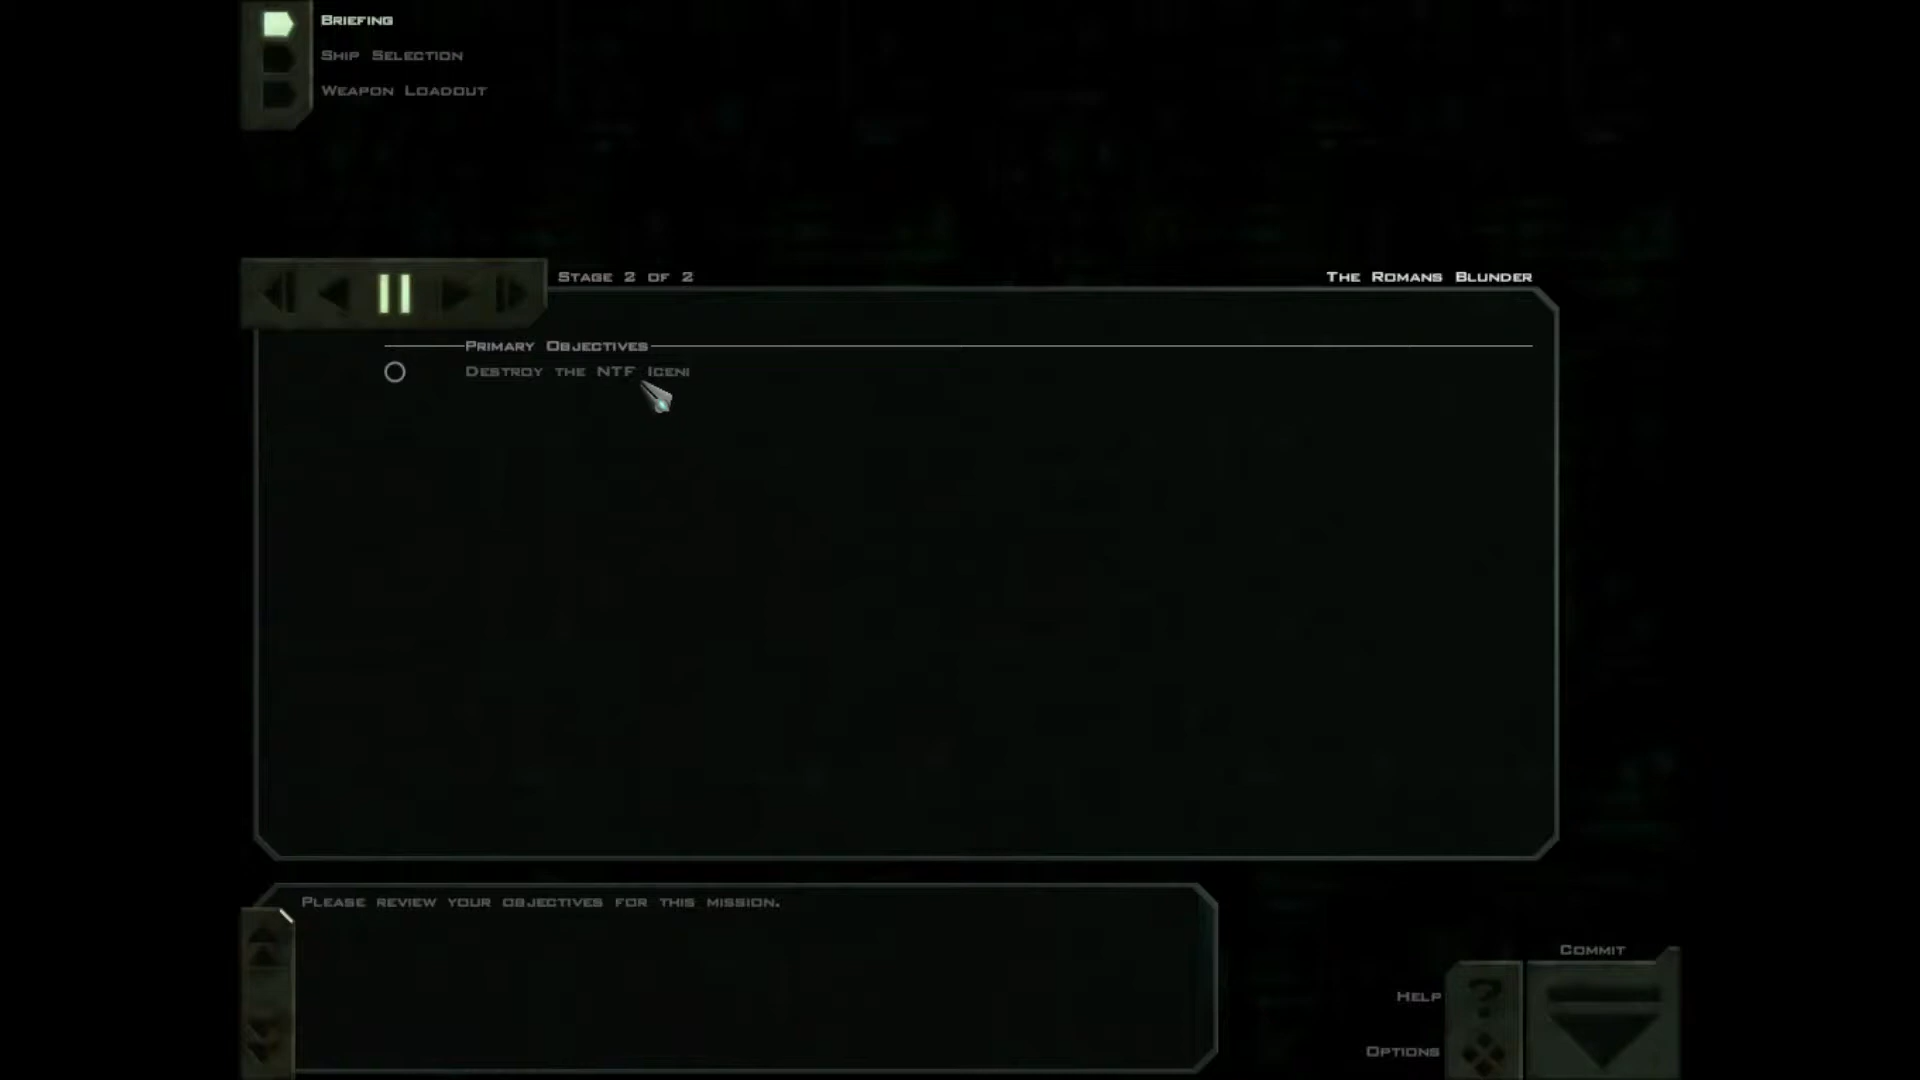 Briefing
Ship Selection
Weapon Loadout
Stage 2 of 2
The Romans Blunder
Primary Objectives
Destroy the NTF Iceni
Please review your objectives for this mission.
Commit
Help
?
Options